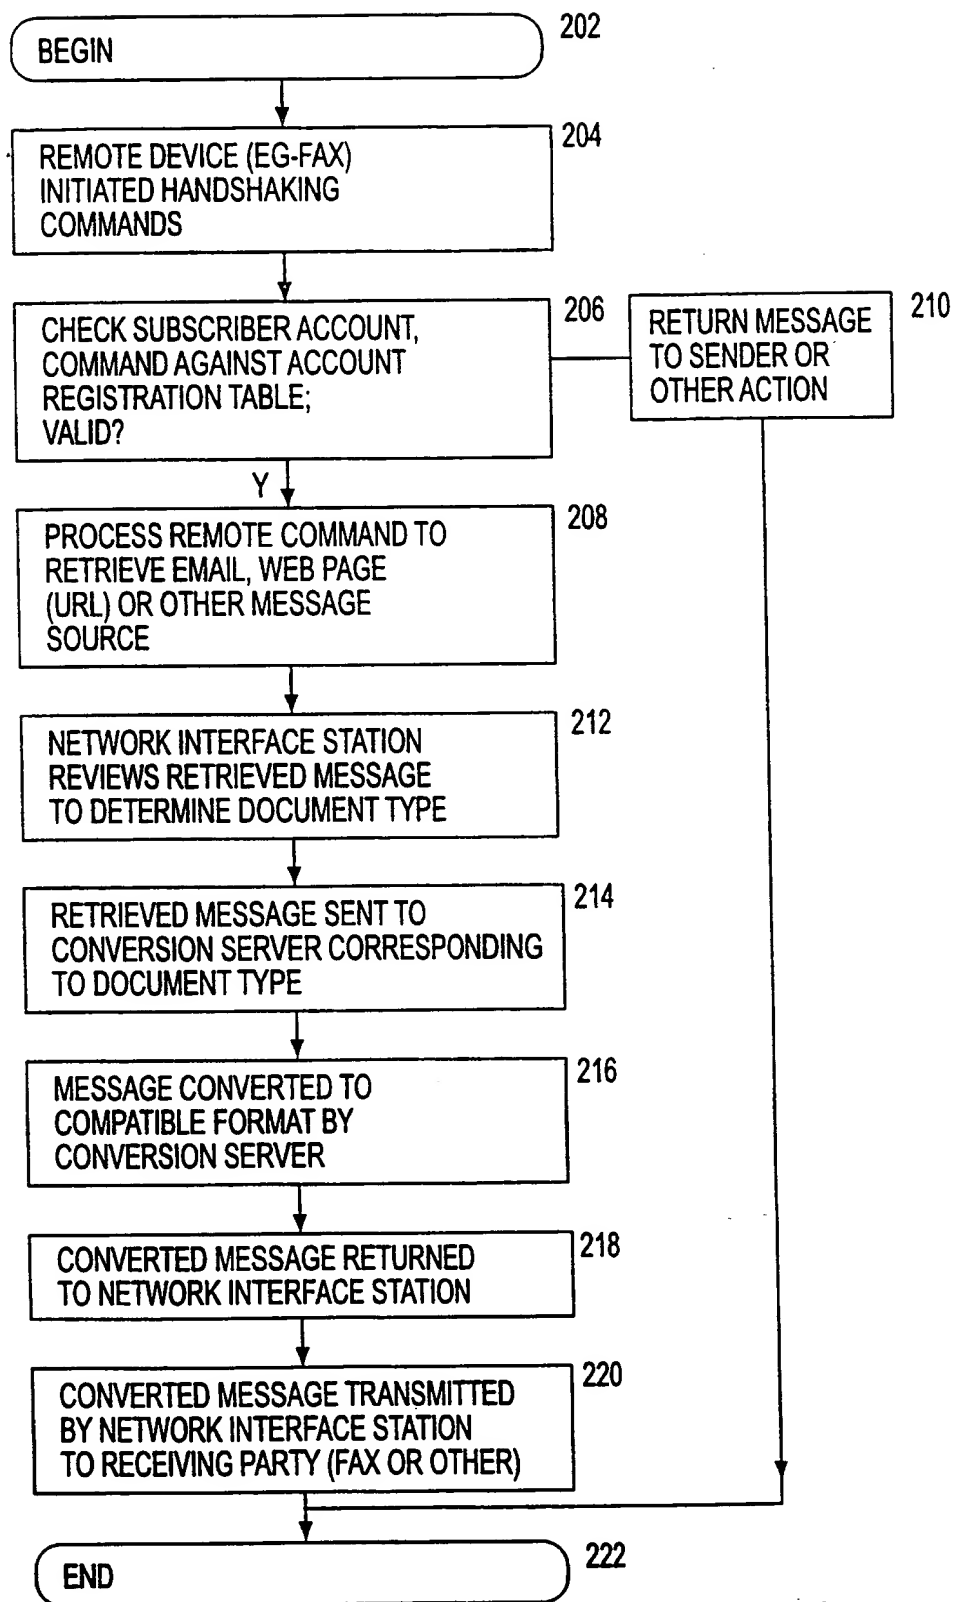 202
BEGIN
204
REMOTE DEVICE (EG-FAX)
INITIATED HANDSHAKING
COMMANDS
206
CHECK SUBSCRIBER ACCOUNT,
COMMAND AGAINST ACCOUNT
REGISTRATION TABLE;
VALID?
210
RETURN MESSAGE
TO SENDER OR
OTHER ACTION
Y
208
PROCESS REMOTE COMMAND TO
RETRIEVE EMAIL, WEB PAGE
(URL) OR OTHER MESSAGE
SOURCE
212
NETWORK INTERFACE STATION
REVIEWS RETRIEVED MESSAGE
TO DETERMINE DOCUMENT TYPE
214
RETRIEVED MESSAGE SENT TO
CONVERSION SERVER CORRESPONDING
TO DOCUMENT TYPE
216
MESSAGE CONVERTED TO
COMPATIBLE FORMAT BY
CONVERSION SERVER
218
CONVERTED MESSAGE RETURNED
TO NETWORK INTERFACE STATION
220
CONVERTED MESSAGE TRANSMITTED
BY NETWORK INTERFACE STATION
TO RECEIVING PARTY (FAX OR OTHER)
222
END